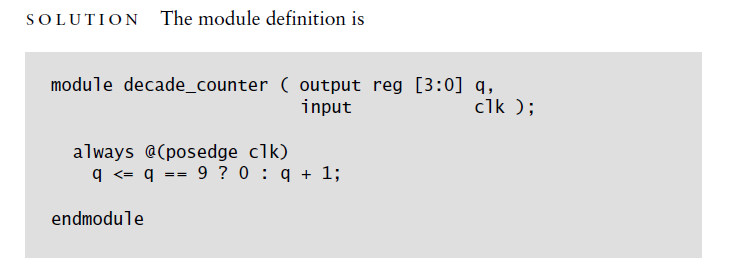 SOLUTION The module definition is
module decade_counter ( output reg [3:0] q,
input clk );
always @(posedge clk)
q <= q == 9 ? 0 : q + 1;
endmodule